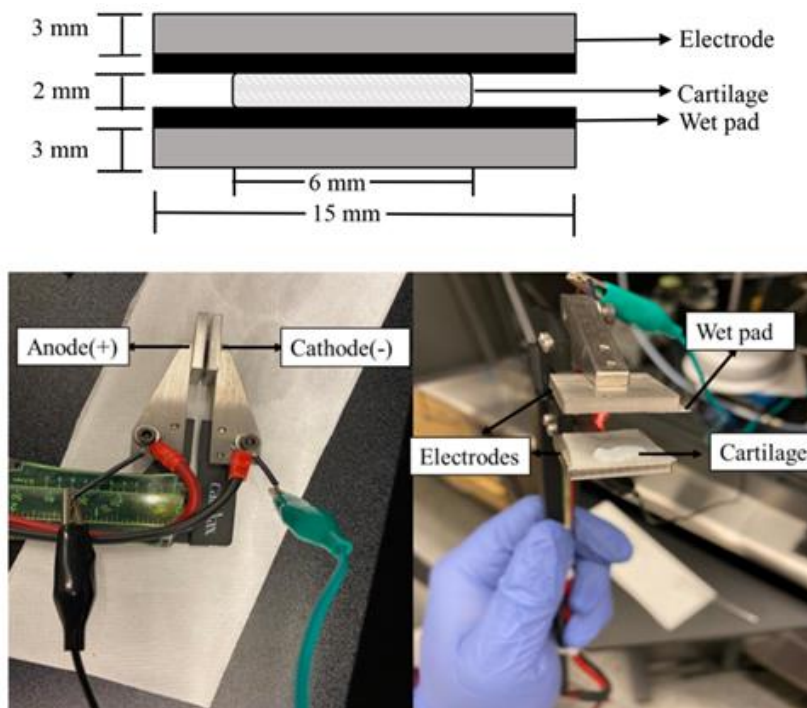 3 mm
Electrode
2 mm
Cartilage
Wet pad
3 mm
6 mm
15 mm
Anode(+)
Cathode(-)
Wet pad
Electrodes
Cartilage